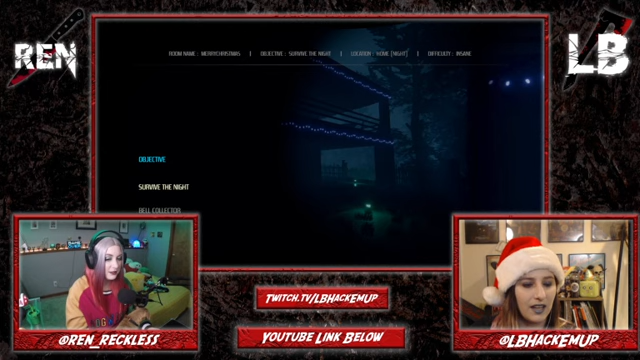 REN
LB
ROOM NAME : MERRYCHRISTMAS | OBJECTIVE : SURVIVE THE NIGHT | LOCATION : HOME [NIGHT] | DIFFICULTY : INSANE
OBJECTIVE
SURVIVE THE NIGHT
BELL COLLECTOR
TWITCH.TV/LBHACKEMUP
YOUTUBE LINK BELOW
@REN_RECKLESS
@LBHACKEMUP